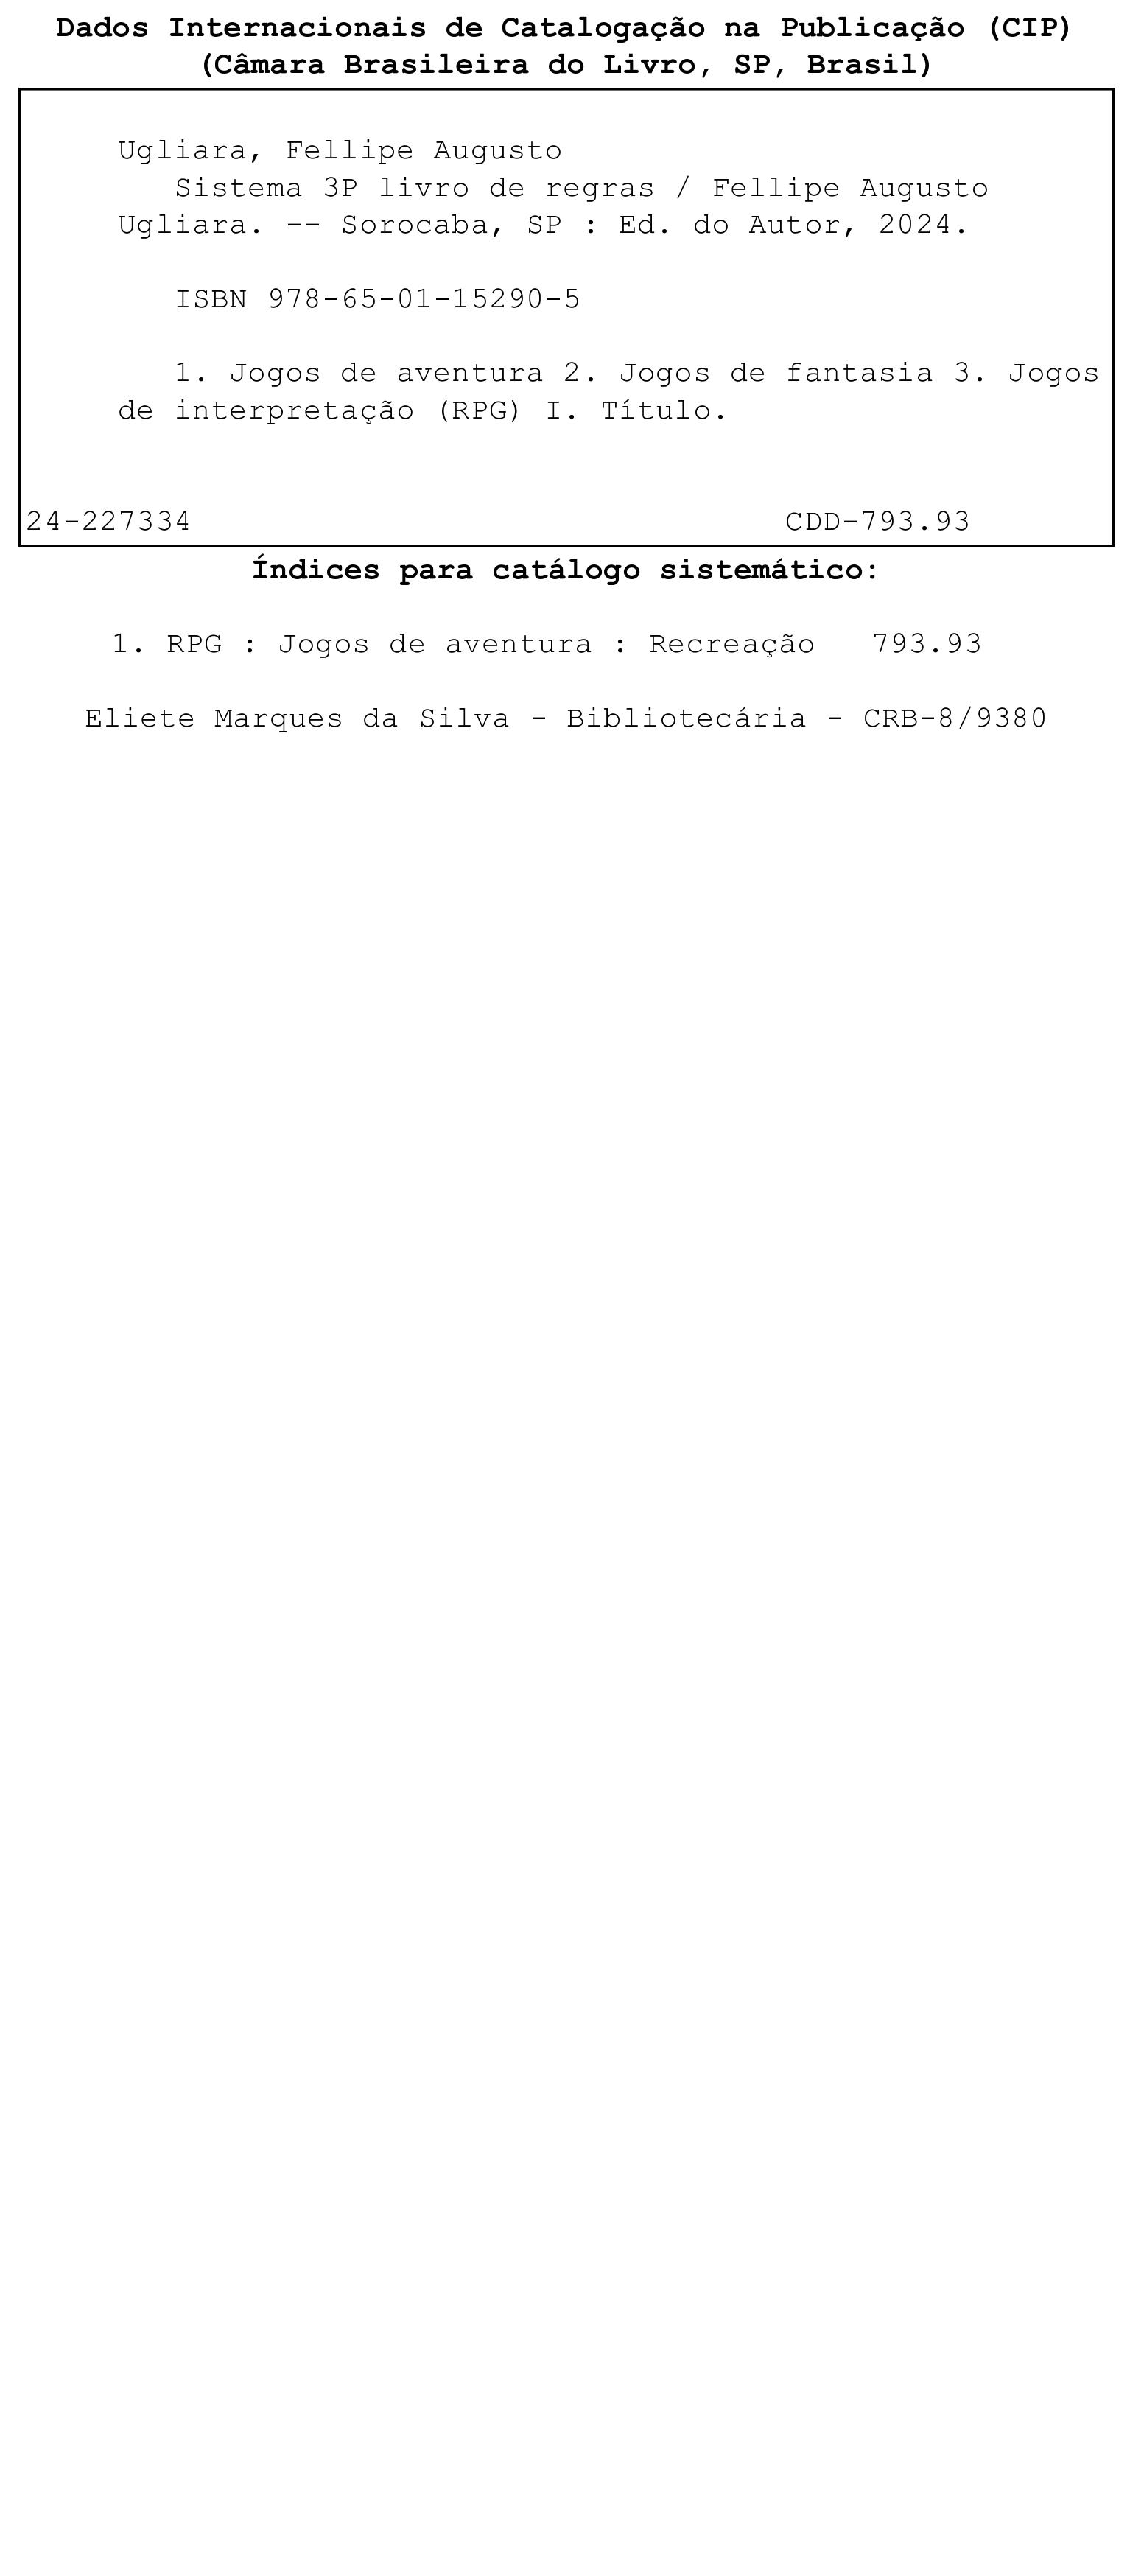 Dados Internacionais de Catalogação na Publicação (CIP)
(Câmara Brasileira do Livro, SP, Brasil)
Ugliara, Fellipe Augusto
Sistema 3P livro de regras / Fellipe Augusto
Ugliara. -- Sorocaba, SP : Ed. do Autor, 2024.
ISBN 978-65-01-15290-5
1. Jogos de aventura 2. Jogos de fantasia 3. Jogos
de interpretação (RPG) I. Título.
24-227334 CDD-793.93
Índices para catálogo sistemático:
1. RPG : Jogos de aventura : Recreação 793.93
Eliete Marques da Silva - Bibliotecária - CRB-8/9380